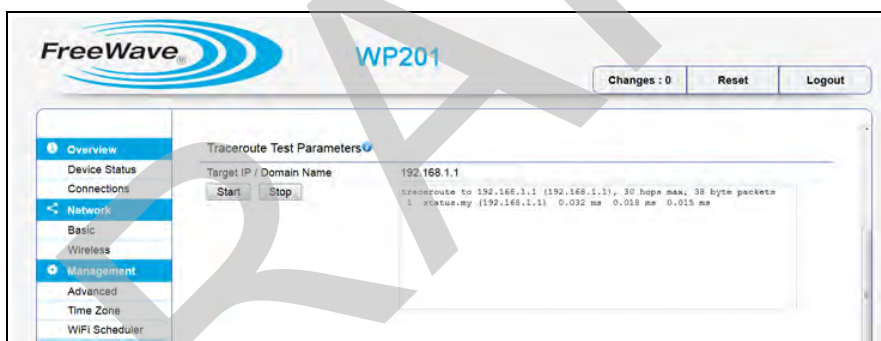 FreeWave®
WP201
Changes : 0
Reset
Logout
Overview
Device Status
Connections
Network
Basic
Wireless
Management
Advanced
Time Zone
WiFi Scheduler
Traceroute Test Parameters
Target IP / Domain Name
192.168.1.1
Start
Stop
traceroute to 192.168.1.1 (192.168.1.1), 30 hops max, 38 byte packets
1 status.my (192.168.1.1) 0.032 ms 0.018 ms 0.015 ms